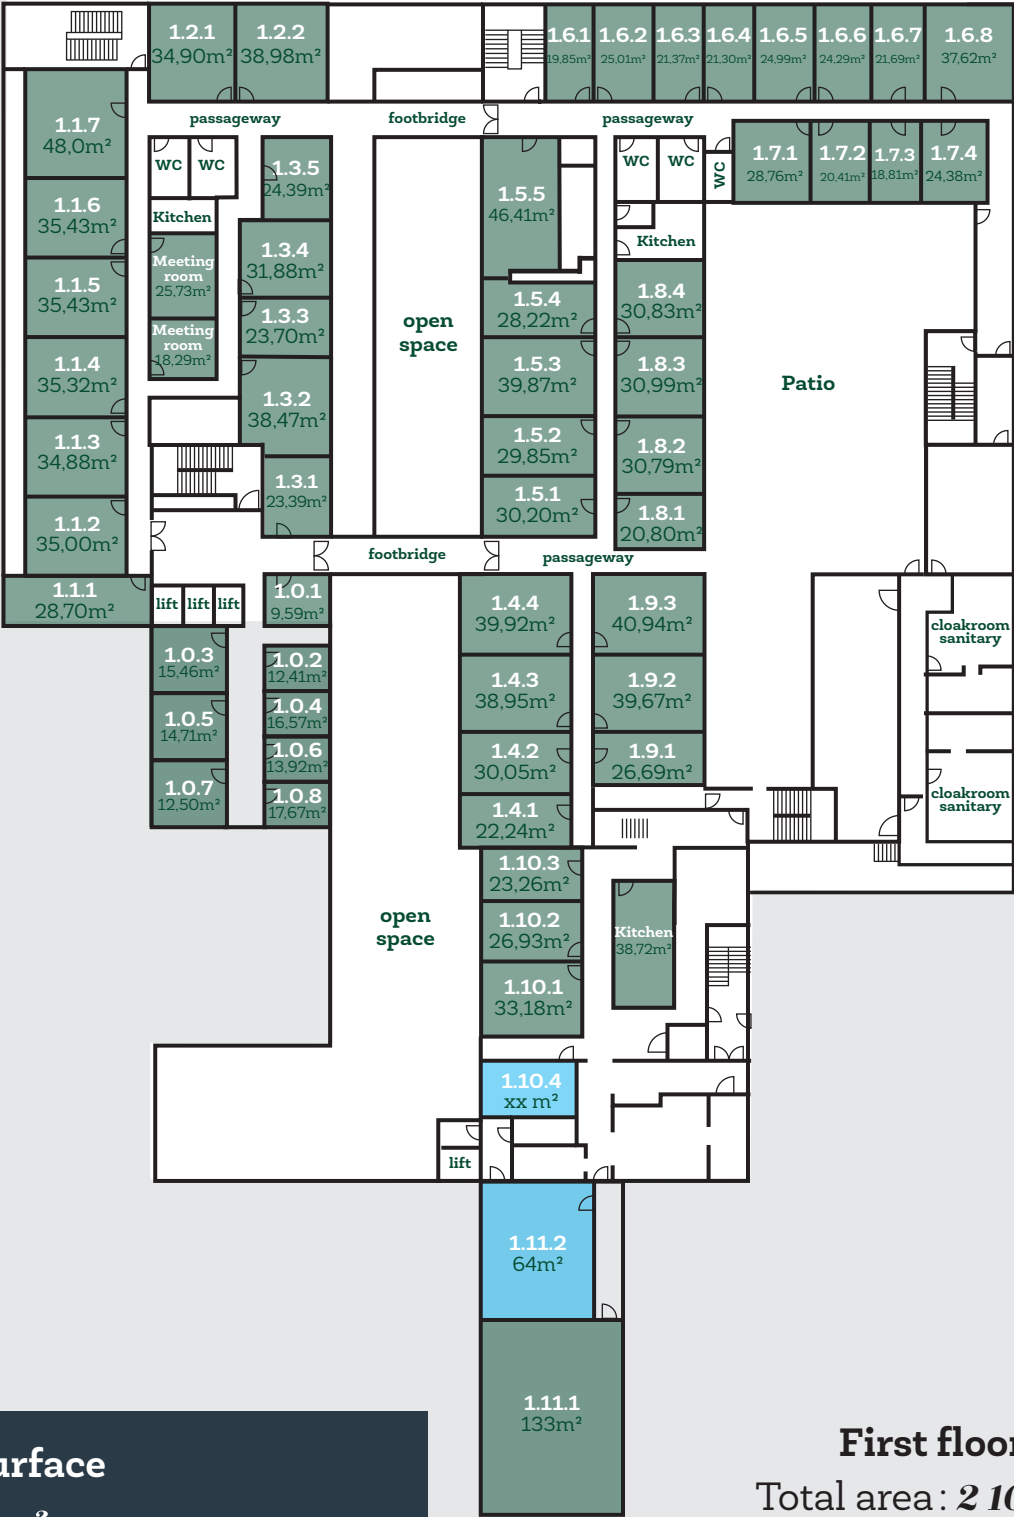 1.2.1
34,90m²
1.2.2
38,98m²
1.6.1
19,85m²
1.6.2
25,01m²
1.6.3
21,37m²
1.6.4
21,30m²
1.6.5
24,99m²
1.6.6
24,29m²
1.6.7
21,69m²
1.6.8
37,62m²
passageway
footbridge
passageway
1.1.7
48,0m²
WC
WC
1.3.5
24,39m²
1.5.5
46,41m²
WC
WC
WC
1.7.1
28,76m²
1.7.2
20,41m²
1.7.3
18,81m²
1.7.4
24,38m²
1.1.6
35,43m²
Kitchen
Kitchen
Meeting
room
25,73m²
1.3.4
31,88m²
1.1.5
35,43m²
1.5.4
28,22m²
1.8.4
30,83m²
Meeting
room
18,29m²
1.3.3
23,70m²
open
space
1.1.4
35,32m²
1.5.3
39,87m²
1.8.3
30,99m²
Patio
1.3.2
38,47m²
1.1.3
34,88m²
1.5.2
29,85m²
1.8.2
30,79m²
1.3.1
23,39m²
1.1.2
35,00m²
1.5.1
30,20m²
1.8.1
20,80m²
footbridge
passageway
1.1.1
28,70m²
lift
lift
lift
1.0.1
9,59m²
1.4.4
39,92m²
1.9.3
40,94m²
cloakroom
sanitary
1.0.3
15,46m²
1.0.2
12,41m²
1.4.3
38,95m²
1.9.2
39,67m²
1.0.5
14,71m²
1.0.4
16,57m²
1.0.6
13,92m²
1.4.2
30,05m²
1.9.1
26,69m²
1.0.7
12,50m²
1.0.8
17,67m²
cloakroom
sanitary
1.4.1
22,24m²
1.10.3
23,26m²
open
space
1.10.2
26,93m²
Kitchen
38,72m²
1.10.1
33,18m²
1.10.4
xx m²
lift
1.11.2
64m²
1.11.1
133m²
urface
2
First floor
Total area: 2 10